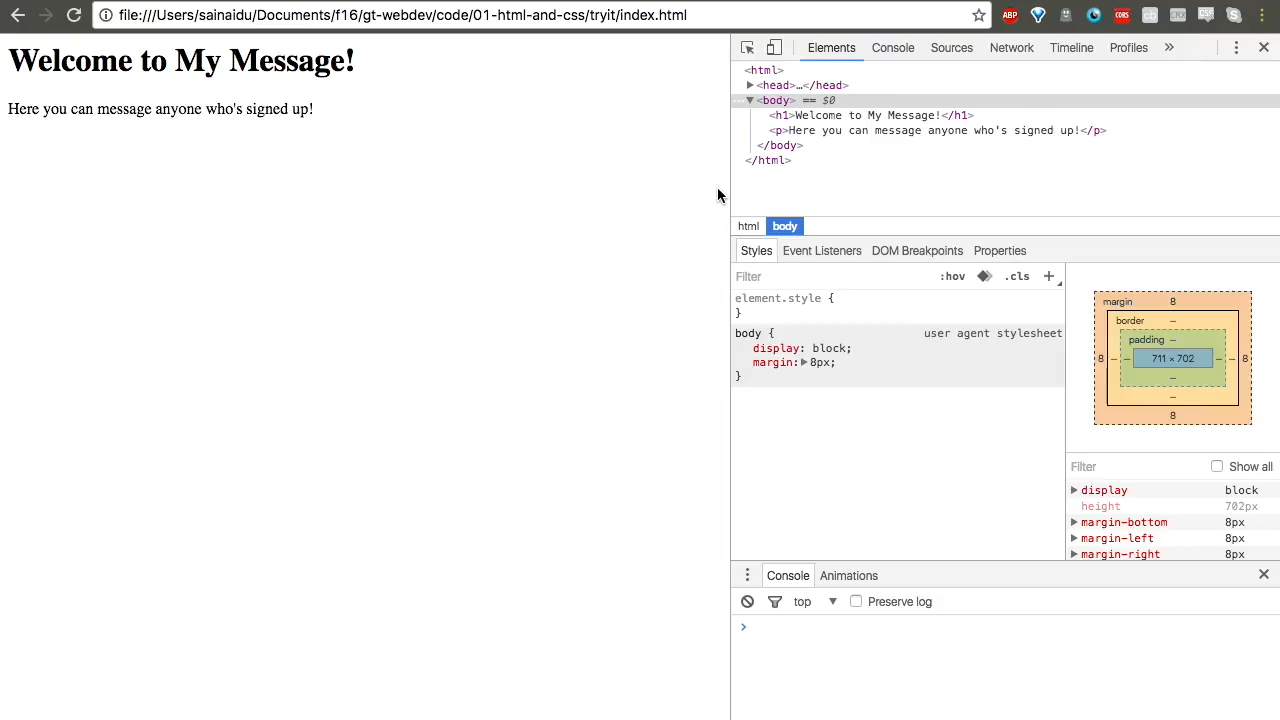 file:///Users/sainaidu/Documents/f16/gt-webdev/code/01-html-and-css/tryit/index.html
ABP
CORS
cb
CRX
CSS
Welcome to My Message!
Here you can message anyone who's signed up!
Elements Console Sources Network Timeline Profiles »
<html>
<head>…</head>
<body> == $0
<h1>Welcome to My Message!</h1>
<p>Here you can message anyone who's signed up!</p>
</body>
</html>
html body
Styles Event Listeners DOM Breakpoints Properties
Filter :hov .cls +
element.style {
}
body { user agent stylesheet
display: block;
margin: 8px;
}
margin 8
border –
padding –
8 – – 711 × 702 – – 8
–
–
8
Filter Show all
display block
height 702px
margin-bottom 8px
margin-left 8px
margin-right 8px
Console Animations
top Preserve log
>